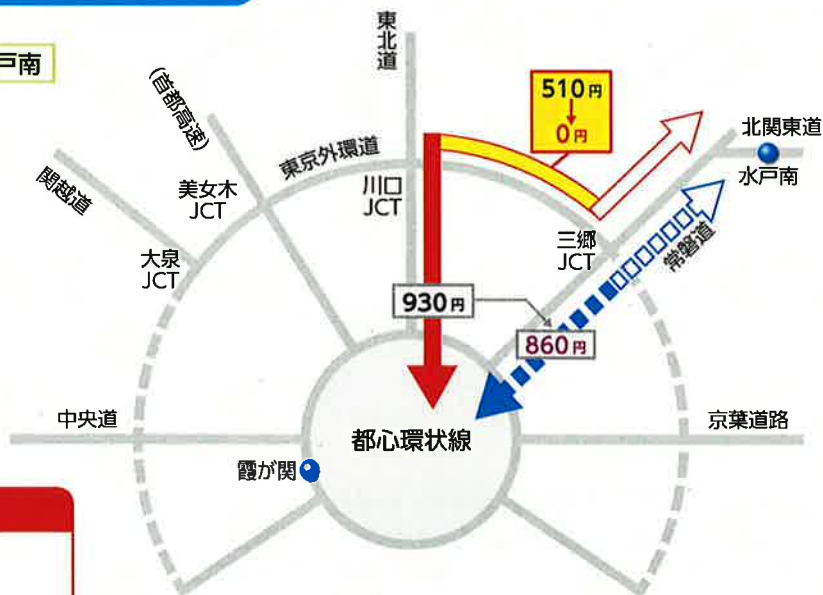 戸南
東北道
(首都高速)
510円
0円
北関東道
水戸南
東京外環道
関越道
美女木
JCT
川口
JCT
大泉
JCT
三郷
JCT
常磐道
930円
860円
中央道
京葉道路
都心環状線
霞が関